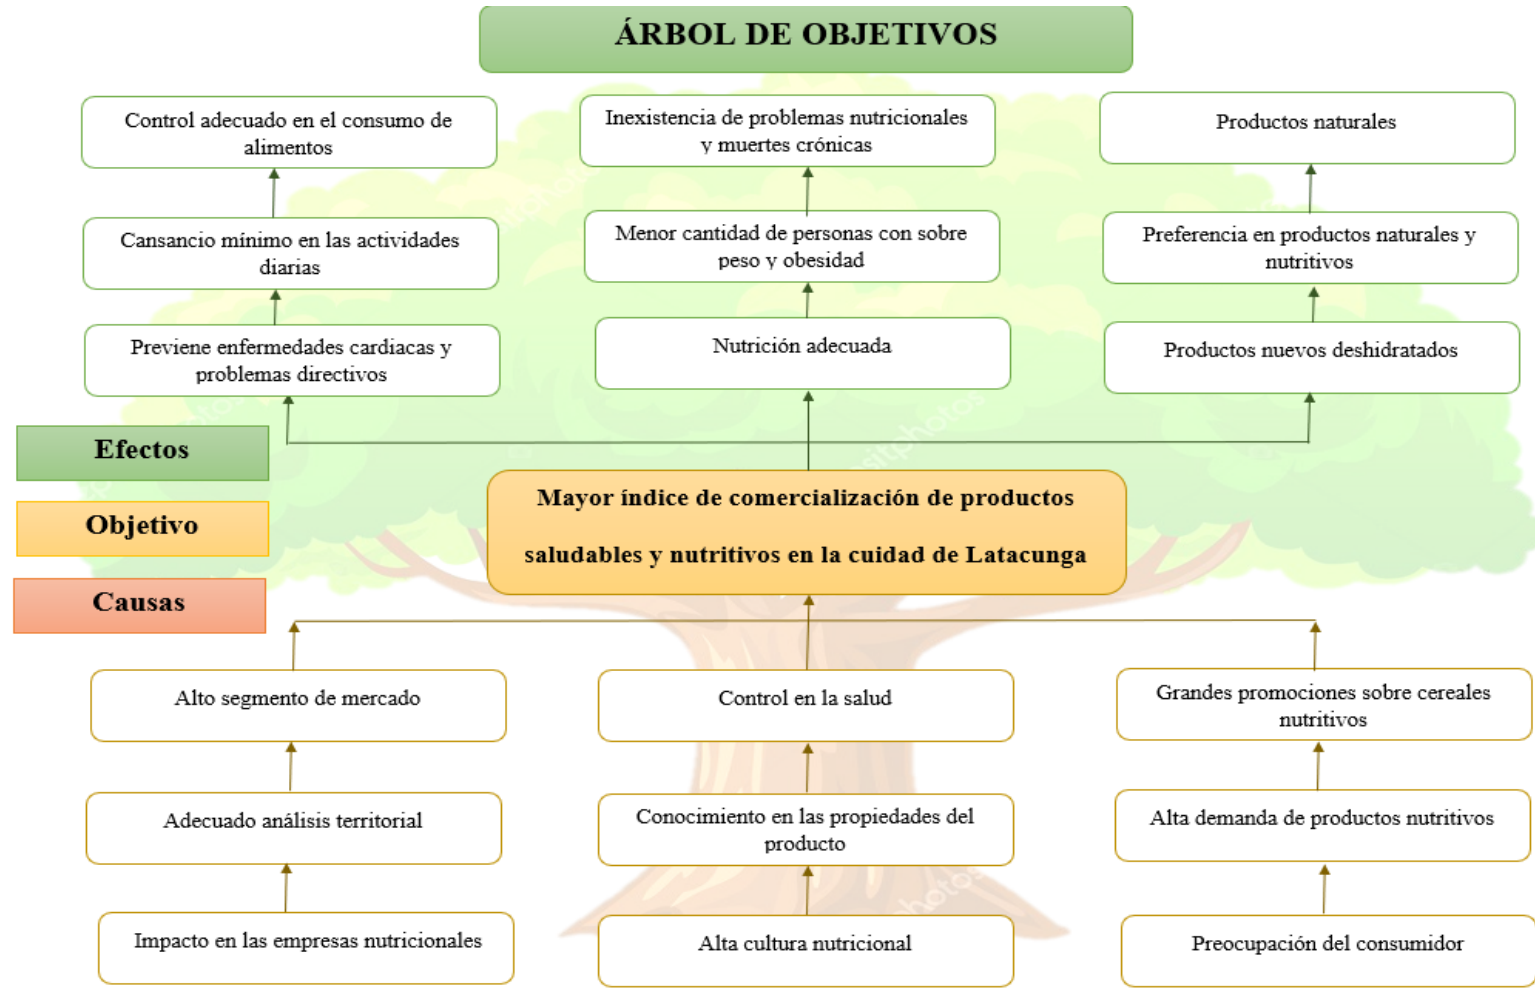 ÁRBOL DE OBJETIVOS
Control adecuado en el consumo de
alimentos
Inexistencia de problemas nutricionales
y muertes crónicas
Productos naturales
Cansancio mínimo en las actividades
diarias
Menor cantidad de personas con sobre
peso y obesidad
Preferencia en productos naturales y
nutritivos
Previene enfermedades cardiacas y
problemas directivos
Nutrición adecuada
Productos nuevos deshidratados
Efectos
Objetivo
Causas
Mayor índice de comercialización de productos
saludables y nutritivos en la cuidad de Latacunga
Alto segmento de mercado
Control en la salud
Grandes promociones sobre cereales
nutritivos
Adecuado análisis territorial
Conocimiento en las propiedades del
producto
Alta demanda de productos nutritivos
Impacto en las empresas nutricionales
Alta cultura nutricional
Preocupación del consumidor